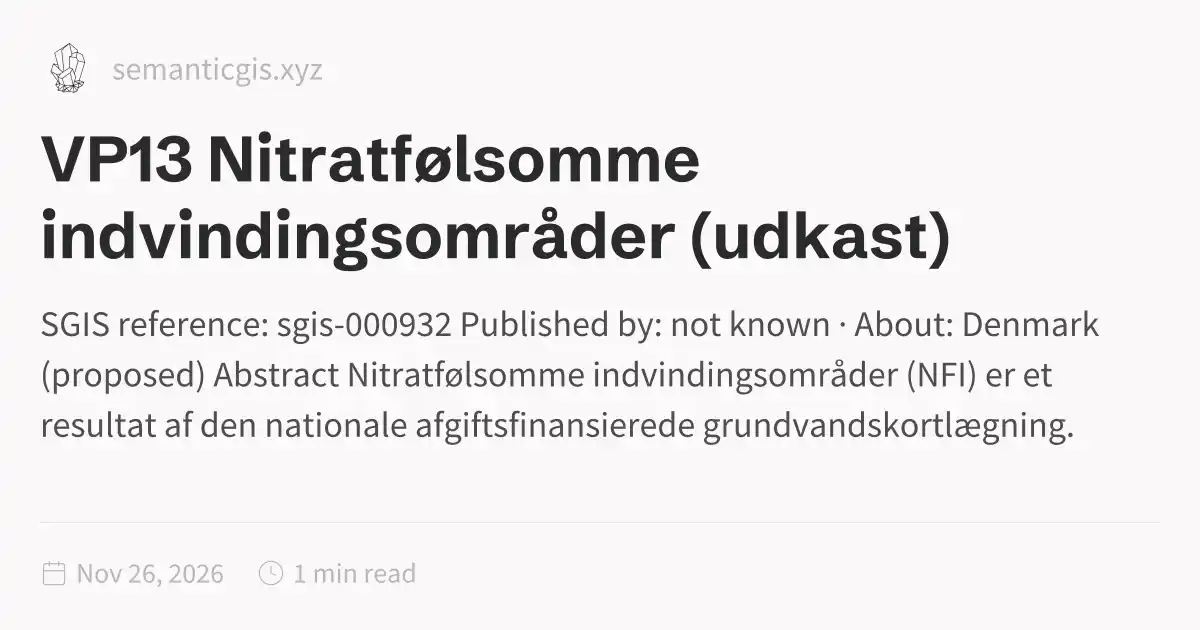 semanticgis.xyz
VP13 Nitratfølsomme
indvindingsområder (udkast)
SGIS reference: sgis-000932 Published by: not known · About: Denmark
(proposed) Abstract Nitratfølsomme indvindingsområder (NFI) er et
resultat af den nationale afgiftsfinansierede grundvandskortlægning.
Nov 26, 2026 1 min read